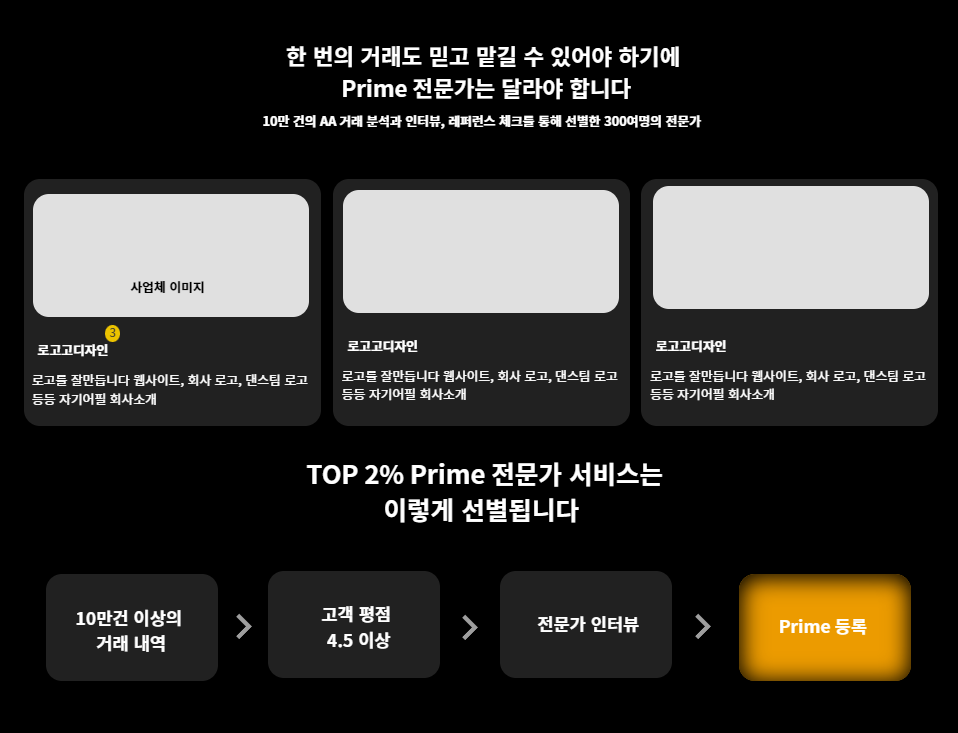 한 번의 거래도 믿고 맡길 수 있어야 하기에
Prime 전문가는 달라야 합니다
10만 건의 AA 거래 분석과 인터뷰, 레퍼런스 체크를 통해 선별한 300여명의 전문가
사업체 이미지
3
로고고디자인
로고를 잘만듭니다 웹사이트, 회사 로고, 댄스팀 로고
등등 자기어필 회사소개
로고고디자인
로고를 잘만듭니다 웹사이트, 회사 로고, 댄스팀 로고
등등 자기어필 회사소개
로고고디자인
로고를 잘만듭니다 웹사이트, 회사 로고, 댄스팀 로고
등등 자기어필 회사소개
TOP 2% Prime 전문가 서비스는
이렇게 선별됩니다
10만건 이상의
거래 내역
고객 평점
4.5 이상
전문가 인터뷰
Prime 등록